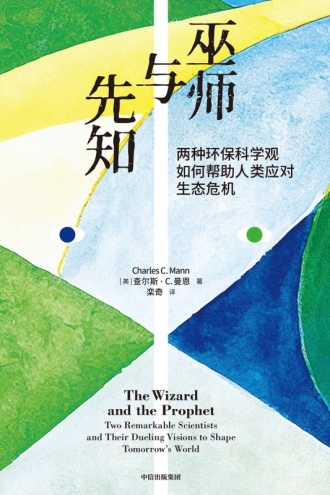 巫师
与
先知
两种环保科学观
如何帮助人类应对
生态危机
Charles C. Mann
［美］查尔斯·C.曼恩 著
栾奇 译
The Wizard
and the Prophet
Two Remarkable Scientists
and Their Dueling Visions to Shape
Tomorrow's World
中信出版集团